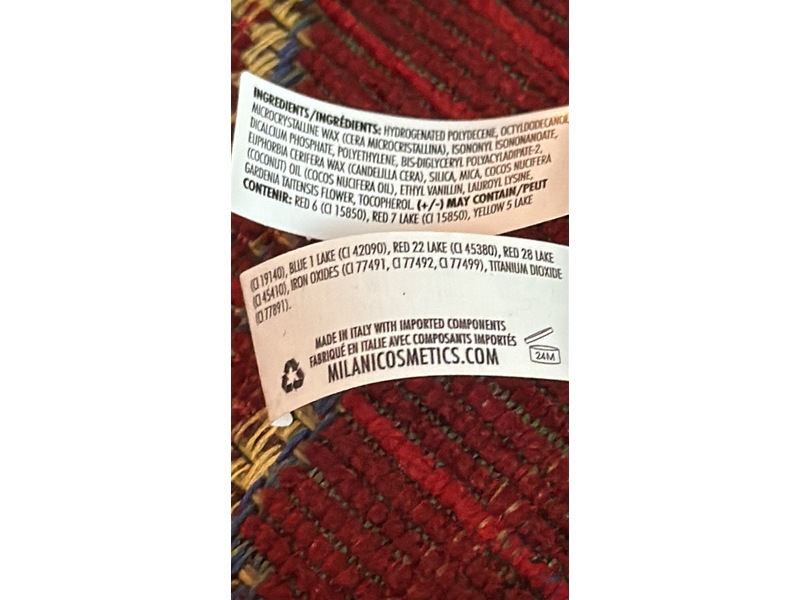 INGREDIENTS/INGRÉDIENTS: HYDROGENATED POLYDECENE, OCTYLDODECANOL
MICROCRYSTALLINE WAX (CERA MICROCRISTALLINA), ISONONYL ISONONANOATE,
DICALCIUM PHOSPHATE, POLYETHYLENE, BIS-DIGLYCERYL POLYACYLADIPATE-2,
EUPHORBIA CERIFERA WAX (CANDELILLA CERA), SILICA, MICA, COCOS NUCIFERA
(COCONUT) OIL (COCOS NUCIFERA OIL), ETHYL VANILLIN, LAUROYL LYSINE,
GARDENIA TAITENSIS FLOWER, TOCOPHEROL. (+/-) MAY CONTAIN/PEUT
CONTENIR: RED 6 (CI 15850), RED 7 LAKE (CI 15850), YELLOW 5 LAKE
(CI 19140), BLUE 1 LAKE (CI 42090), RED 22 LAKE (CI 45380), RED 28 LAKE
(CI 45410), IRON OXIDES (CI 77491, CI 77492, CI 77499), TITANIUM DIOXIDE
(CI 77891).
MADE IN ITALY WITH IMPORTED COMPONENTS
FABRIQUÉ EN ITALIE AVEC COMPOSANTS IMPORTÉS
MILANICOSMETICS.COM
24M